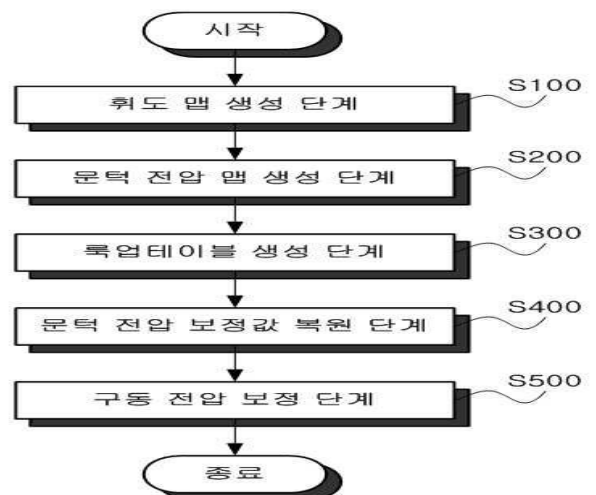 시작
휘도 맵 생성 단계
S100
문턱 전압 맵 생성 단계
S200
룩업테이블 생성 단계
S300
문턱 전압 보정값 복원 단계
S400
구동 전압 보정 단계
S500
종료